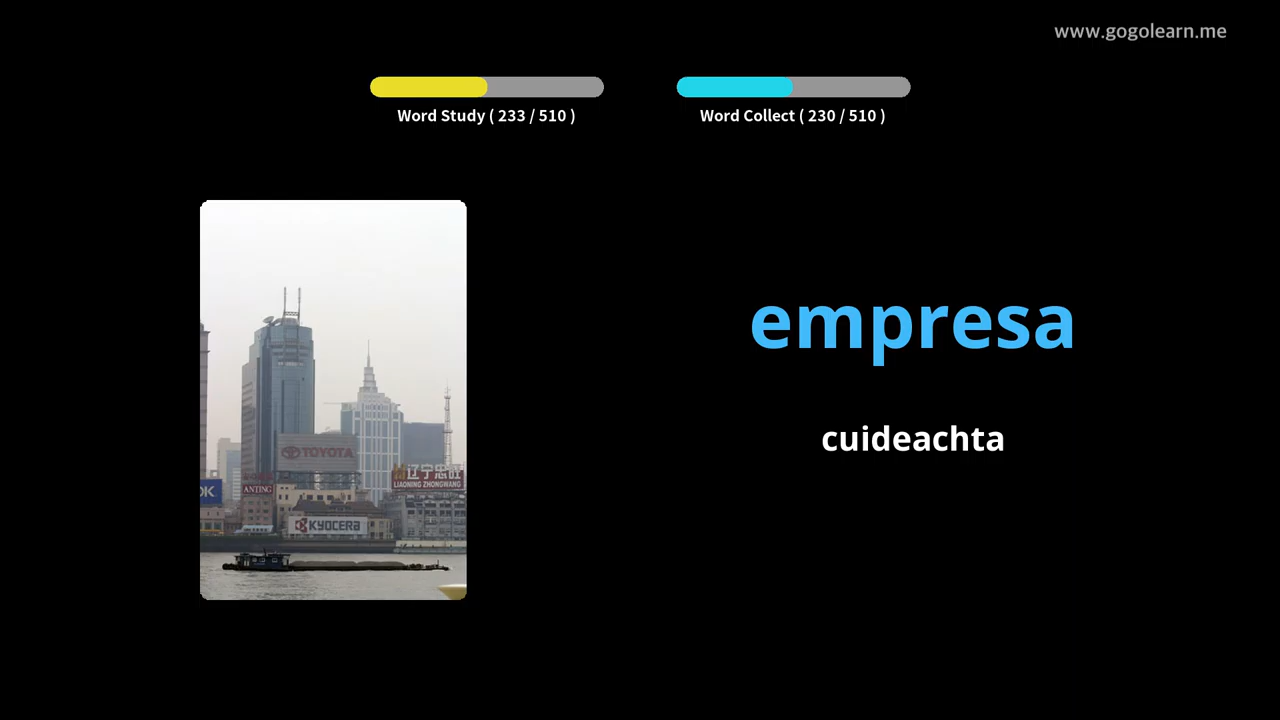 www.gogolearn.me
Word Study ( 233 / 510 )
Word Collect ( 230 / 510 )
empresa
cuideachta
TOYOTA
辽宁忠旺
LIAONING ZHONGWANG
OK
ANTING
KYOCERA